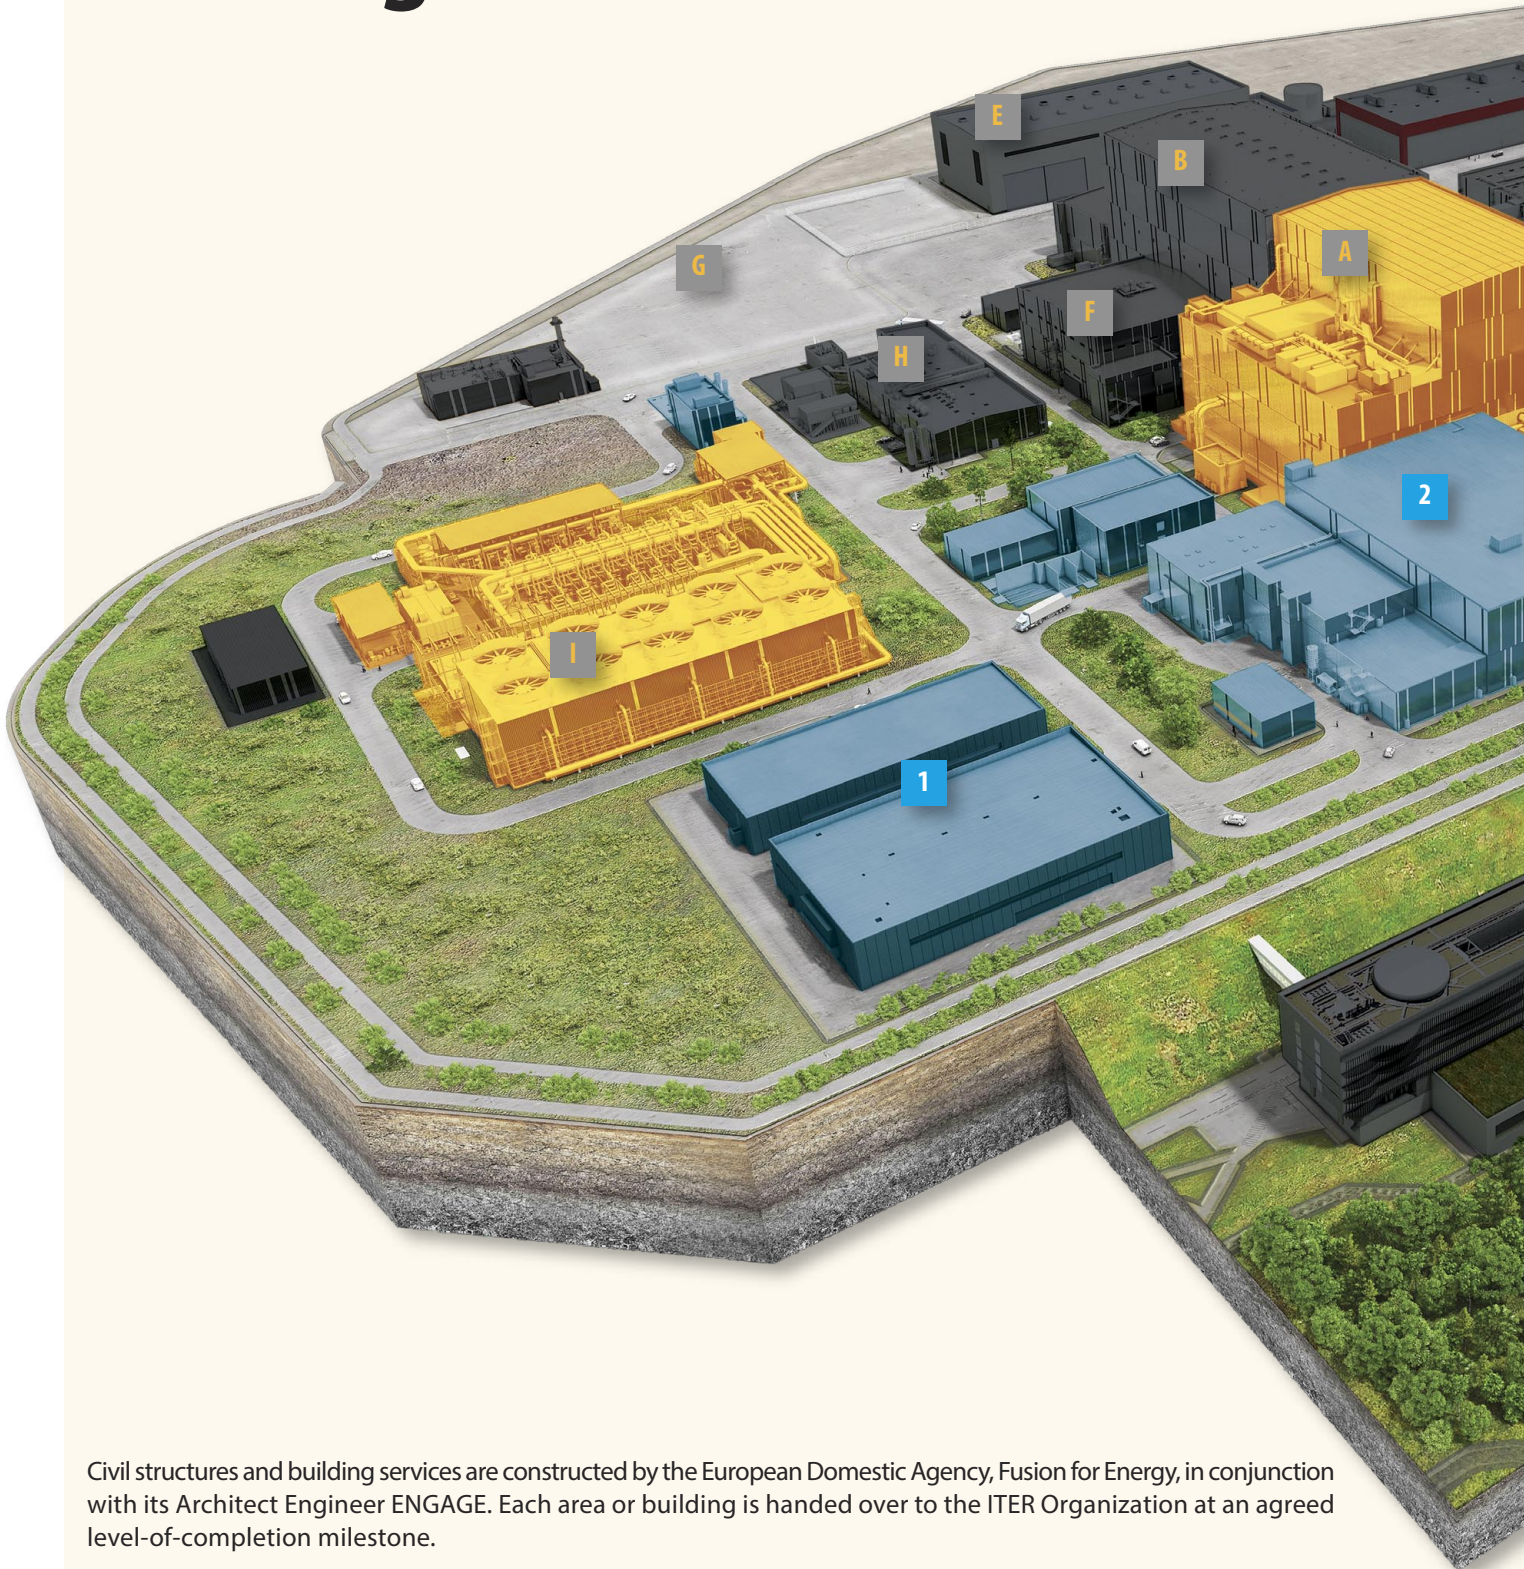 E
B
A
G
F
H
2
I
1
Civil structures and building services are constructed by the European Domestic Agency, Fusion for Energy, in conjunction
with its Architect Engineer ENGAGE. Each area or building is handed over to the ITER Organization at an agreed
level-of-completion milestone.